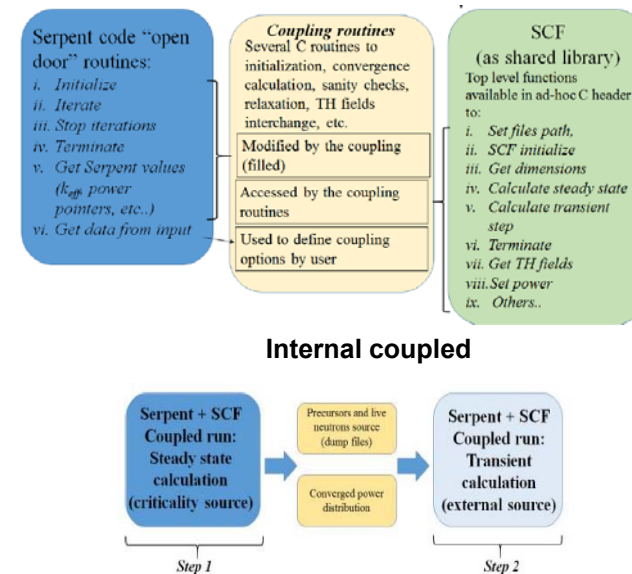 Serpent code “open
door” routines:
i. Initialize
ii. Iterate
iii. Stop iterations
iv. Terminate
v. Get Serpent values
(keff, power
pointers, etc..)
vi. Get data from input
Coupling routines
Several C routines to
initialization, convergence
calculation, sanity checks,
relaxation, TH fields
interchange, etc.
Modified by the coupling
(filled)
Accessed by the coupling
routines
Used to define coupling
options by user
SCF
(as shared library)
Top level functions
available in ad-hoc C header
to:
i. Set files path,
ii. SCF initialize
iii. Get dimensions
iv. Calculate steady state
v. Calculate transient
step
vi. Terminate
vii. Get TH fields
viii. Set power
ix. Others..
Internal coupled
Serpent + SCF
Coupled run:
Steady state
calculation
(criticality source)
Step 1
Precursors and live
neutrons source
(dump files)
Converged power
distribution
Serpent + SCF
Coupled run:
Transient
calculation
(external source)
Step 2